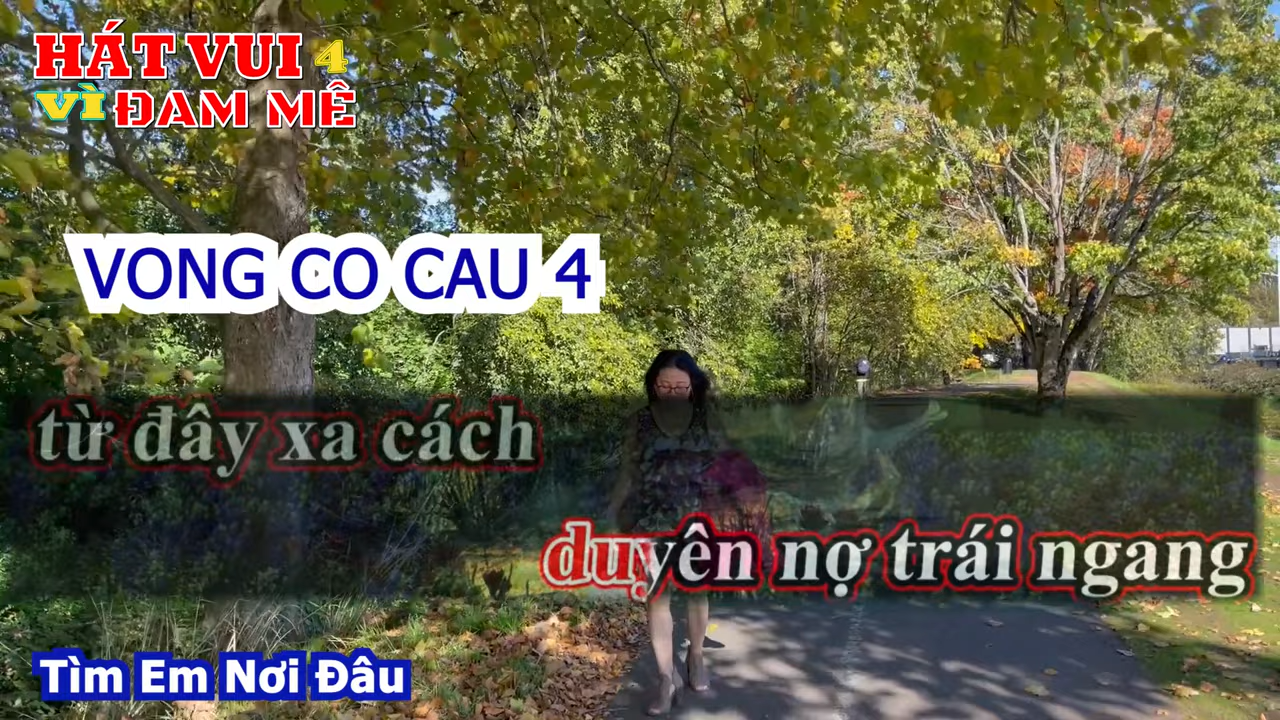 HÁT VUI 4
VÌ ĐAM MÊ
VONG CO CAU 4
từ đây xa cách
duyên nợ trái ngang
Tìm Em Nơi Đâu